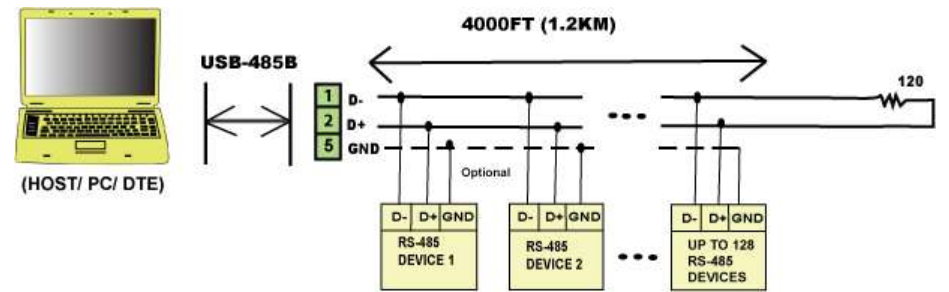 4000FT (1.2KM)
USB-485B
120
1 D-
2 D+
5 GND
Optional
(HOST/ PC/ DTE)
D- D+ GND
RS-485
DEVICE 1
D- D+ GND
RS-485
DEVICE 2
D- D+ GND
UP TO 128
RS-485
DEVICES